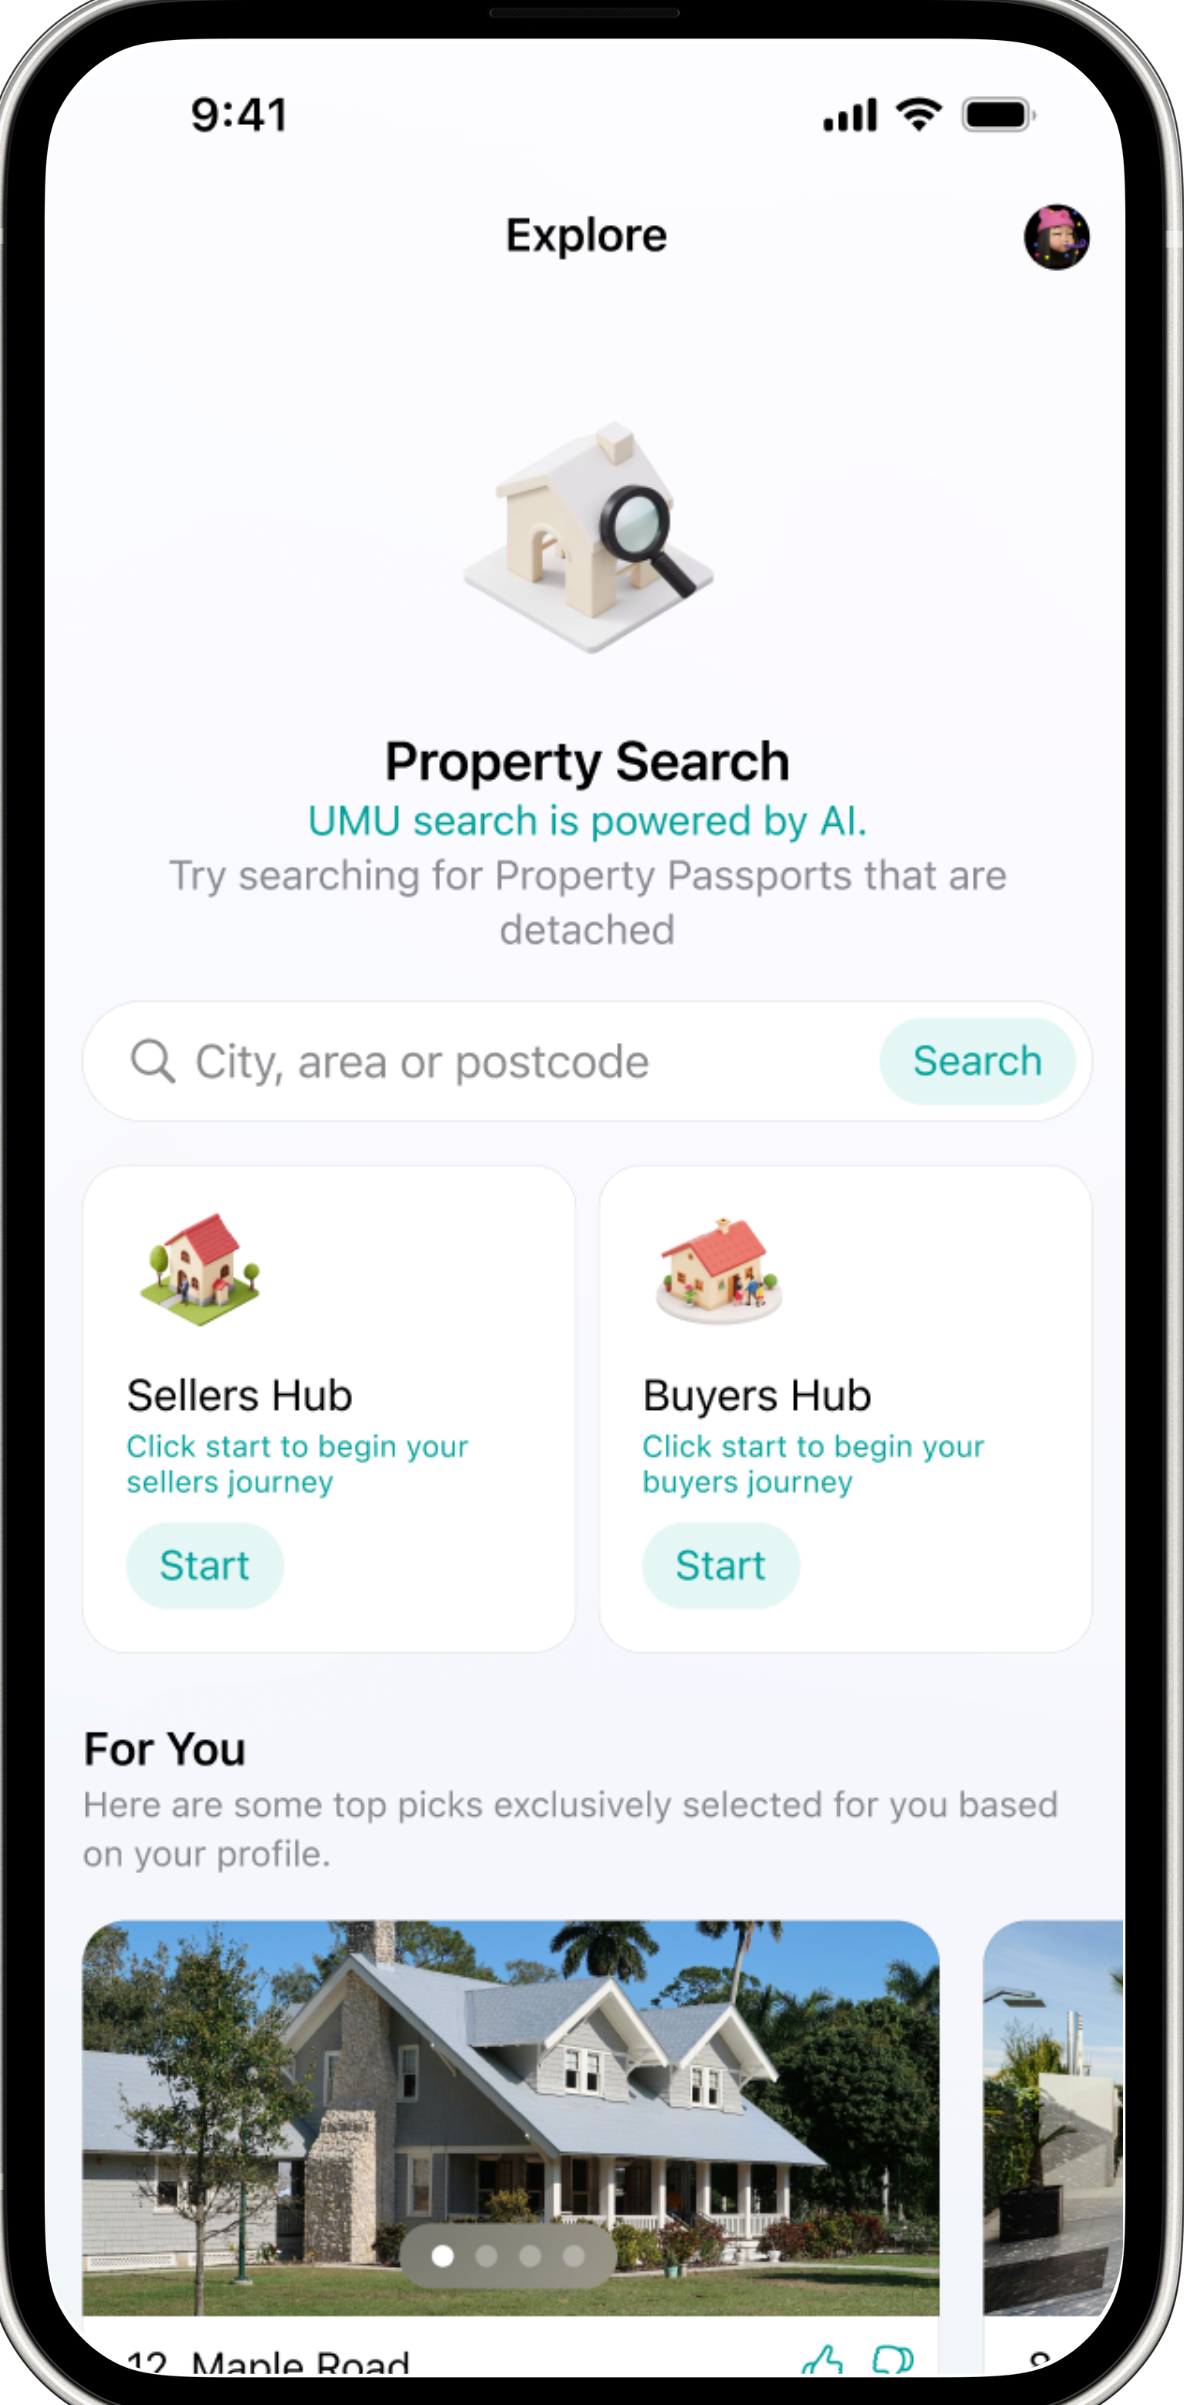 9:41
Explore
Property Search
UMU search is powered by AI.
Try searching for Property Passports that are
detached
City, area or postcode
Search
Sellers Hub
Click start to begin your
sellers journey
Start
Buyers Hub
Click start to begin your
buyers journey
Start
For You
Here are some top picks exclusively selected for you based
on your profile.
12, Maple Road